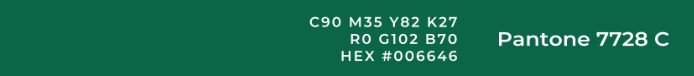 C90 M35 Y82 K27
R0 G102 B70
HEX #006646
Pantone 7728 C